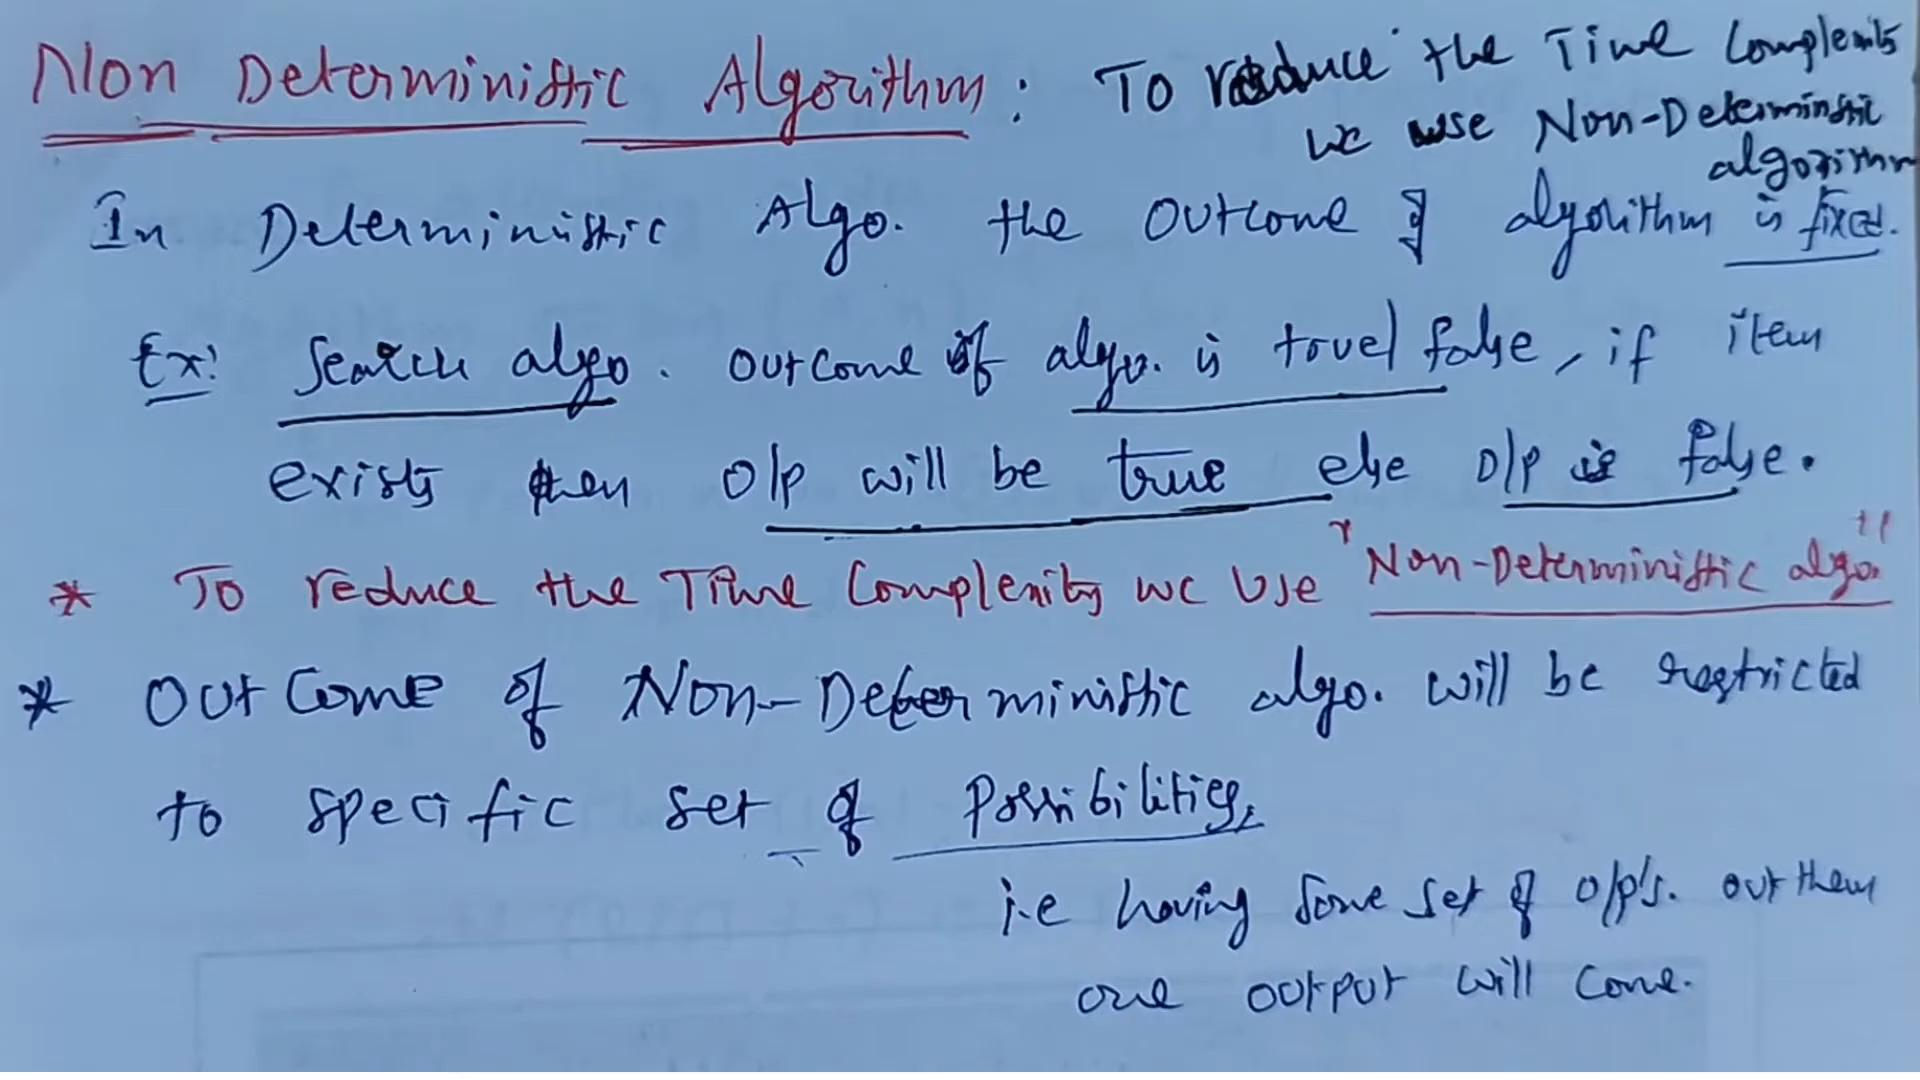 Non Deterministic Algorithm : To reduce the Time Complexity
we use Non-Deterministic
algorithm
In Deterministic Algo. the outcome of algorithm is fixed.
Ex: Search algo. outcome of algo. is true/false, if item
exists then o/p will be true else o/p is false.
* To reduce the Time Complexity we use "Non-Deterministic algo."
* Outcome of Non-Deterministic algo. will be restricted
to specific set of possibilities,
i.e having some set of o/p's. out them
one output will come.